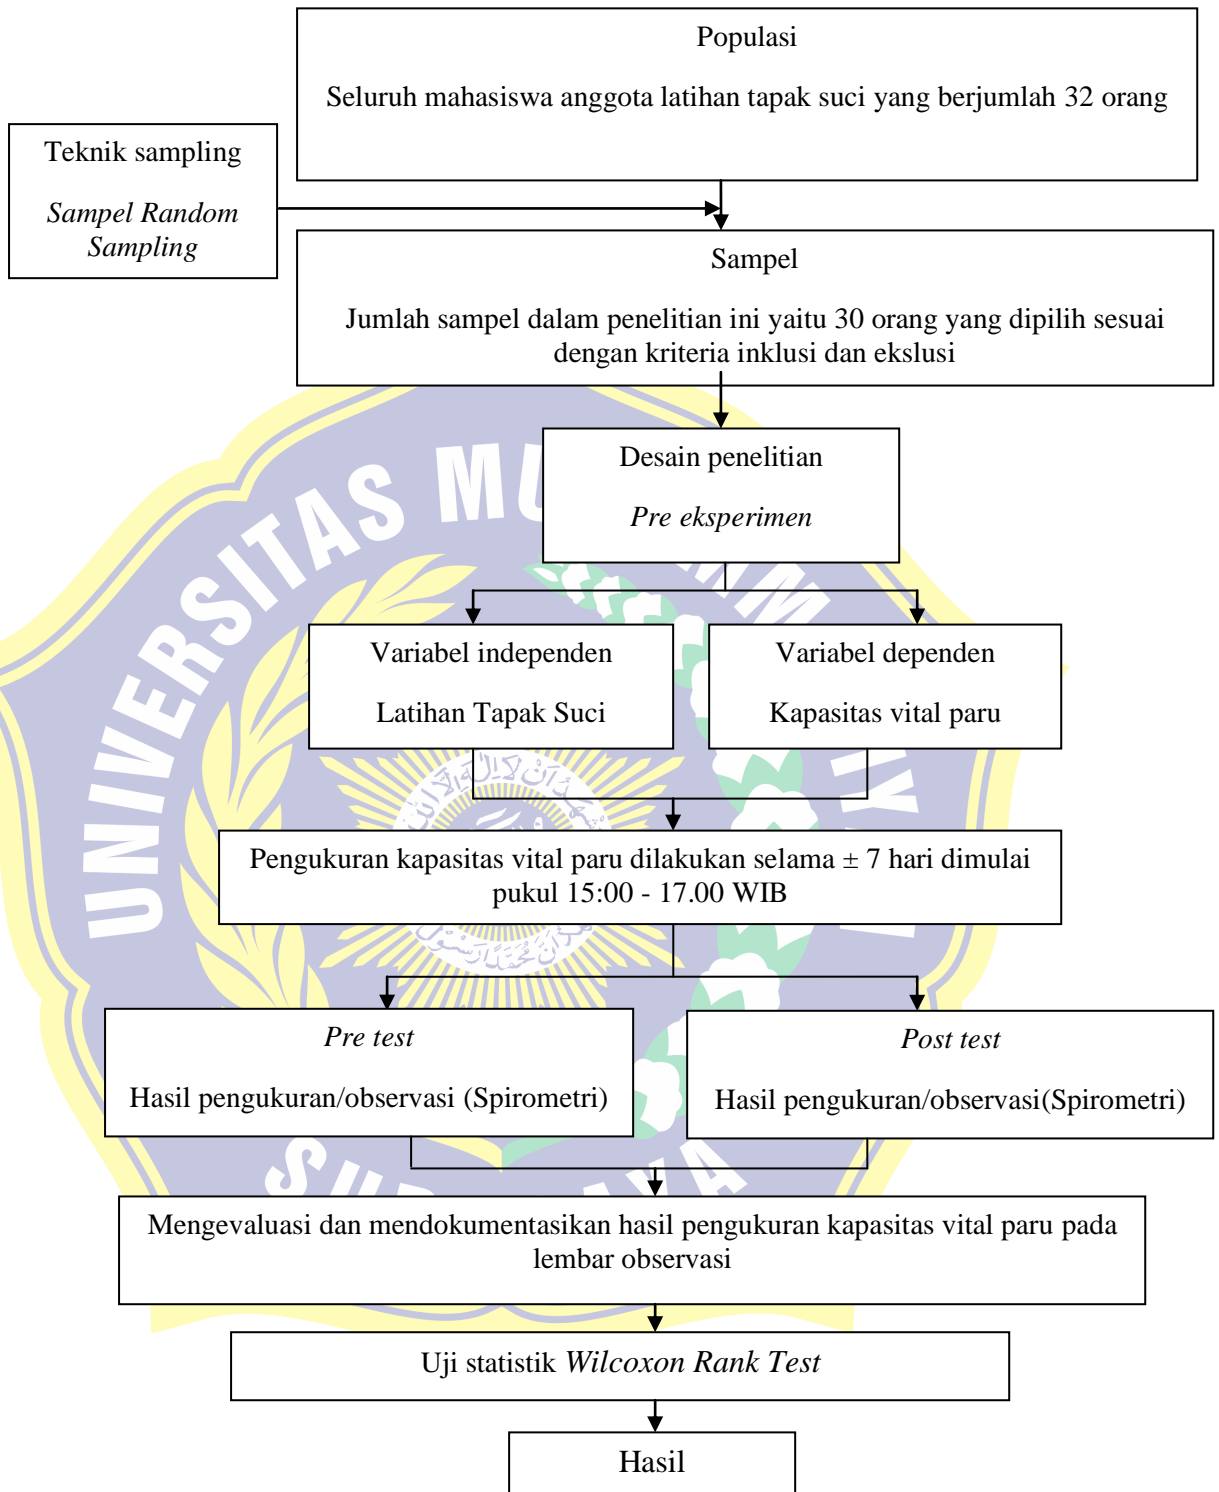 Populasi
Seluruh mahasiswa anggota latihan tapak suci yang berjumlah 32 orang
Teknik sampling
Sampel Random
Sampling
Sampel
Jumlah sampel dalam penelitian ini yaitu 30 orang yang dipilih sesuai
dengan kriteria inklusi dan ekslusi
Desain penelitian
Pre eksperimen
Variabel independen
Latihan Tapak Suci
Variabel dependen
Kapasitas vital paru
Pengukuran kapasitas vital paru dilakukan selama ± 7 hari dimulai
pukul 15:00 - 17.00 WIB
Pre test
Hasil pengukuran/observasi (Spirometri)
Post test
Hasil pengukuran/observasi(Spirometri)
Mengevaluasi dan mendokumentasikan hasil pengukuran kapasitas vital paru pada
lembar observasi
Uji statistik Wilcoxon Rank Test
Hasil
UNIVERSITAS